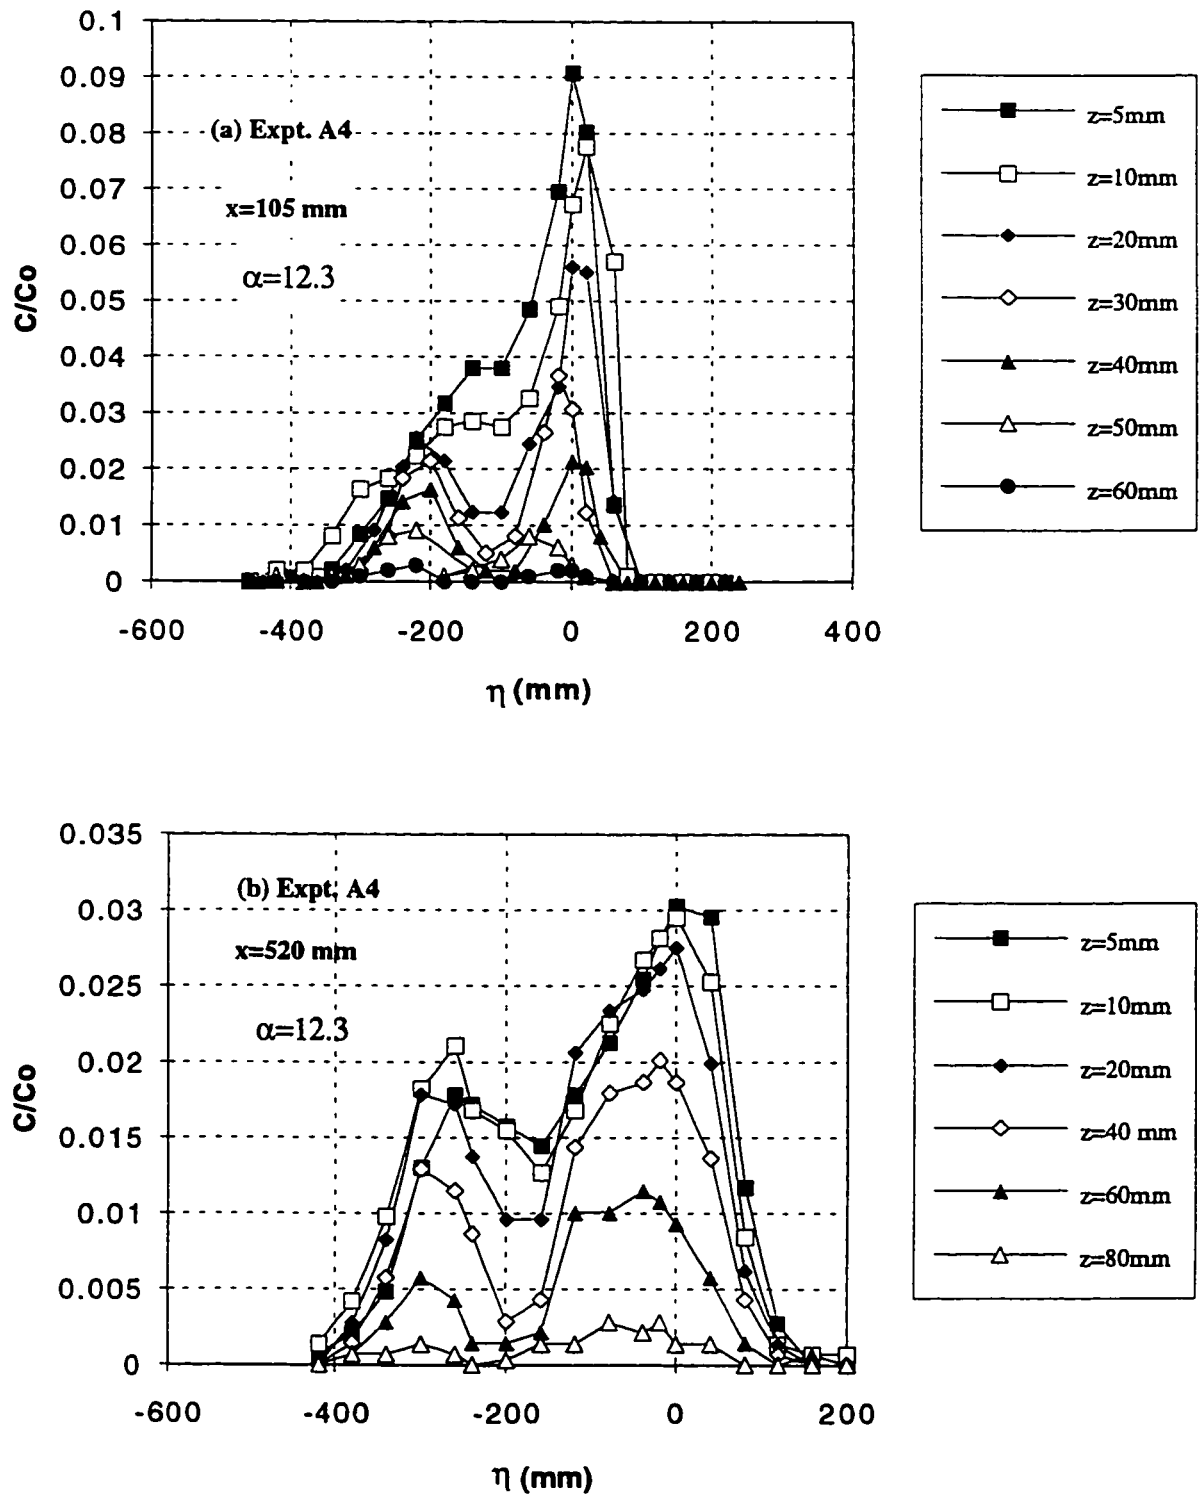 0.1
0.09
0.08
0.07
0.06
0.05
0.04
0.03
0.02
0.01
0
C/Co
(a) Expt. A4
x=105 mm
α=12.3
-600 -400 -200 0 200 400
η (mm)
z=5mm
z=10mm
z=20mm
z=30mm
z=40mm
z=50mm
z=60mm
0.035
0.03
0.025
0.02
0.015
0.01
0.005
0
C/Co
(b) Expt. A4
x=520 mm
α=12.3
-600 -400 -200 0 200
η (mm)
z=5mm
z=10mm
z=20mm
z=40 mm
z=60mm
z=80mm